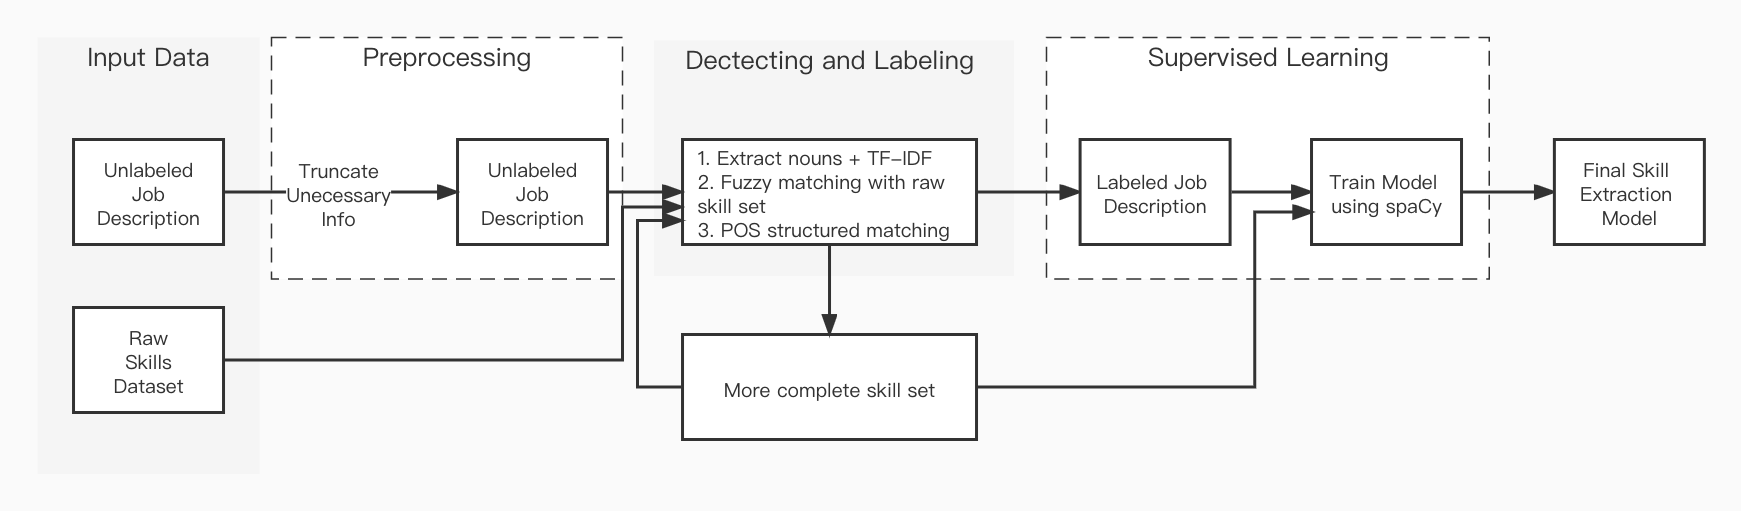 Input Data
Unlabeled
Job
Description
Raw
Skills
Dataset
Preprocessing
Truncate
Unecessary
Info
Unlabeled
Job
Description
Dectecting and Labeling
1. Extract nouns + TF-IDF
2. Fuzzy matching with raw
skill set
3. POS structured matching
More complete skill set
Supervised Learning
Labeled Job
Description
Train Model
using spaCy
Final Skill
Extraction
Model